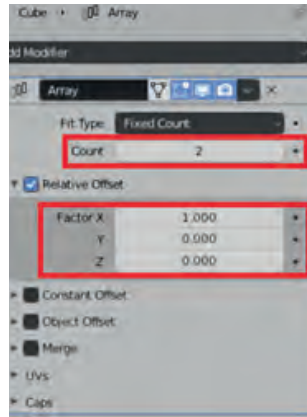 Cube Array
dd Modifier
Array
Fit Type Fixed Count
Count 2
Relative Offset
Factor X 1.000
Y 0.000
Z 0.000
Constant Offset
Object Offset
Merge
UVs
Caps